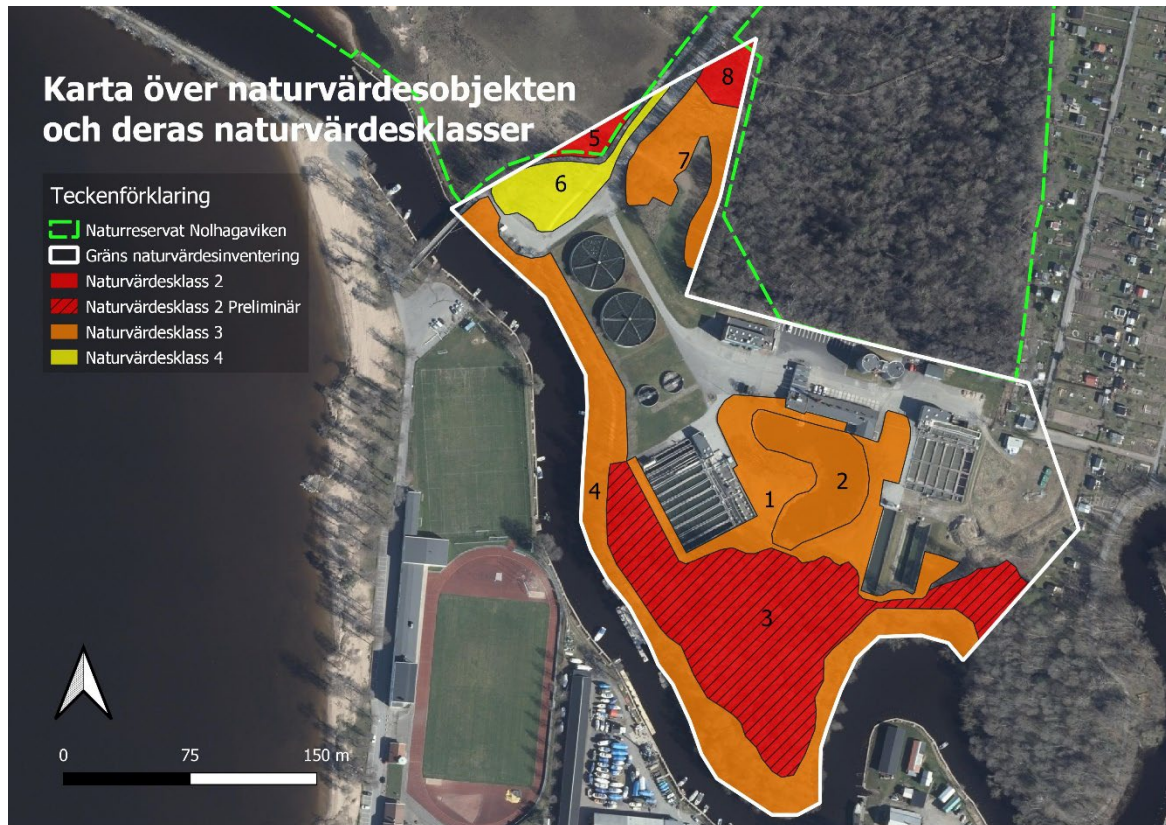 Karta över naturvärdesobjekten
och deras naturvärdesklasser
Teckenförklaring
Naturreservat Nolhagaviken
Gräns naturvärdesinventering
Naturvärdesklass 2
Naturvärdesklass 2 Preliminär
Naturvärdesklass 3
Naturvärdesklass 4
8
5
7
6
2
4
1
3
0 75 150 m